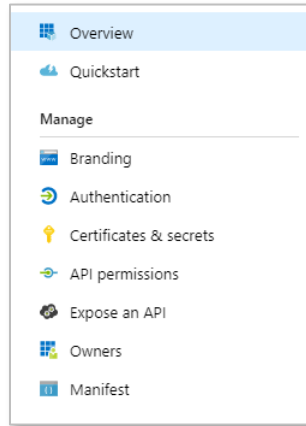 Overview
Quickstart
Manage
Branding
Authentication
Certificates & secrets
API permissions
Expose an API
Owners
Manifest